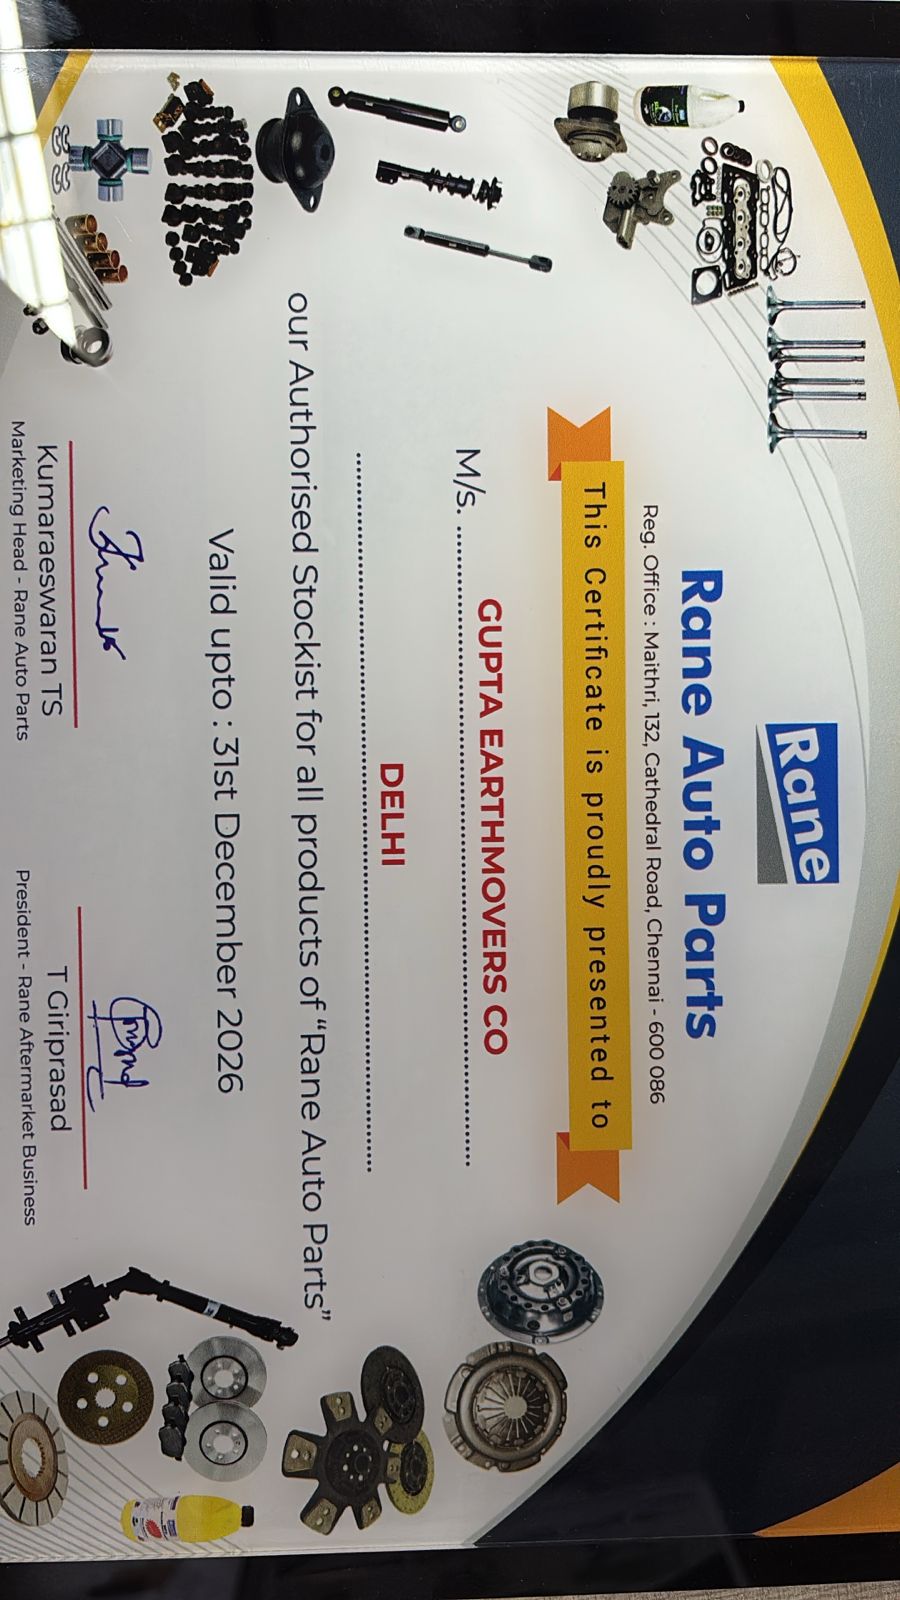 Rane
Rane Auto Parts
Reg. Office : Maithri, 132, Cathedral Road, Chennai - 600 086
This Certificate is proudly presented to
M/s. GUPTA EARTHMOVERS CO
DELHI
our Authorised Stockist for all products of “Rane Auto Parts”
Valid upto : 31st December 2026
Kumaraeswaran TS
Marketing Head - Rane Auto Parts
T Giriprasad
President - Rane Aftermarket Business